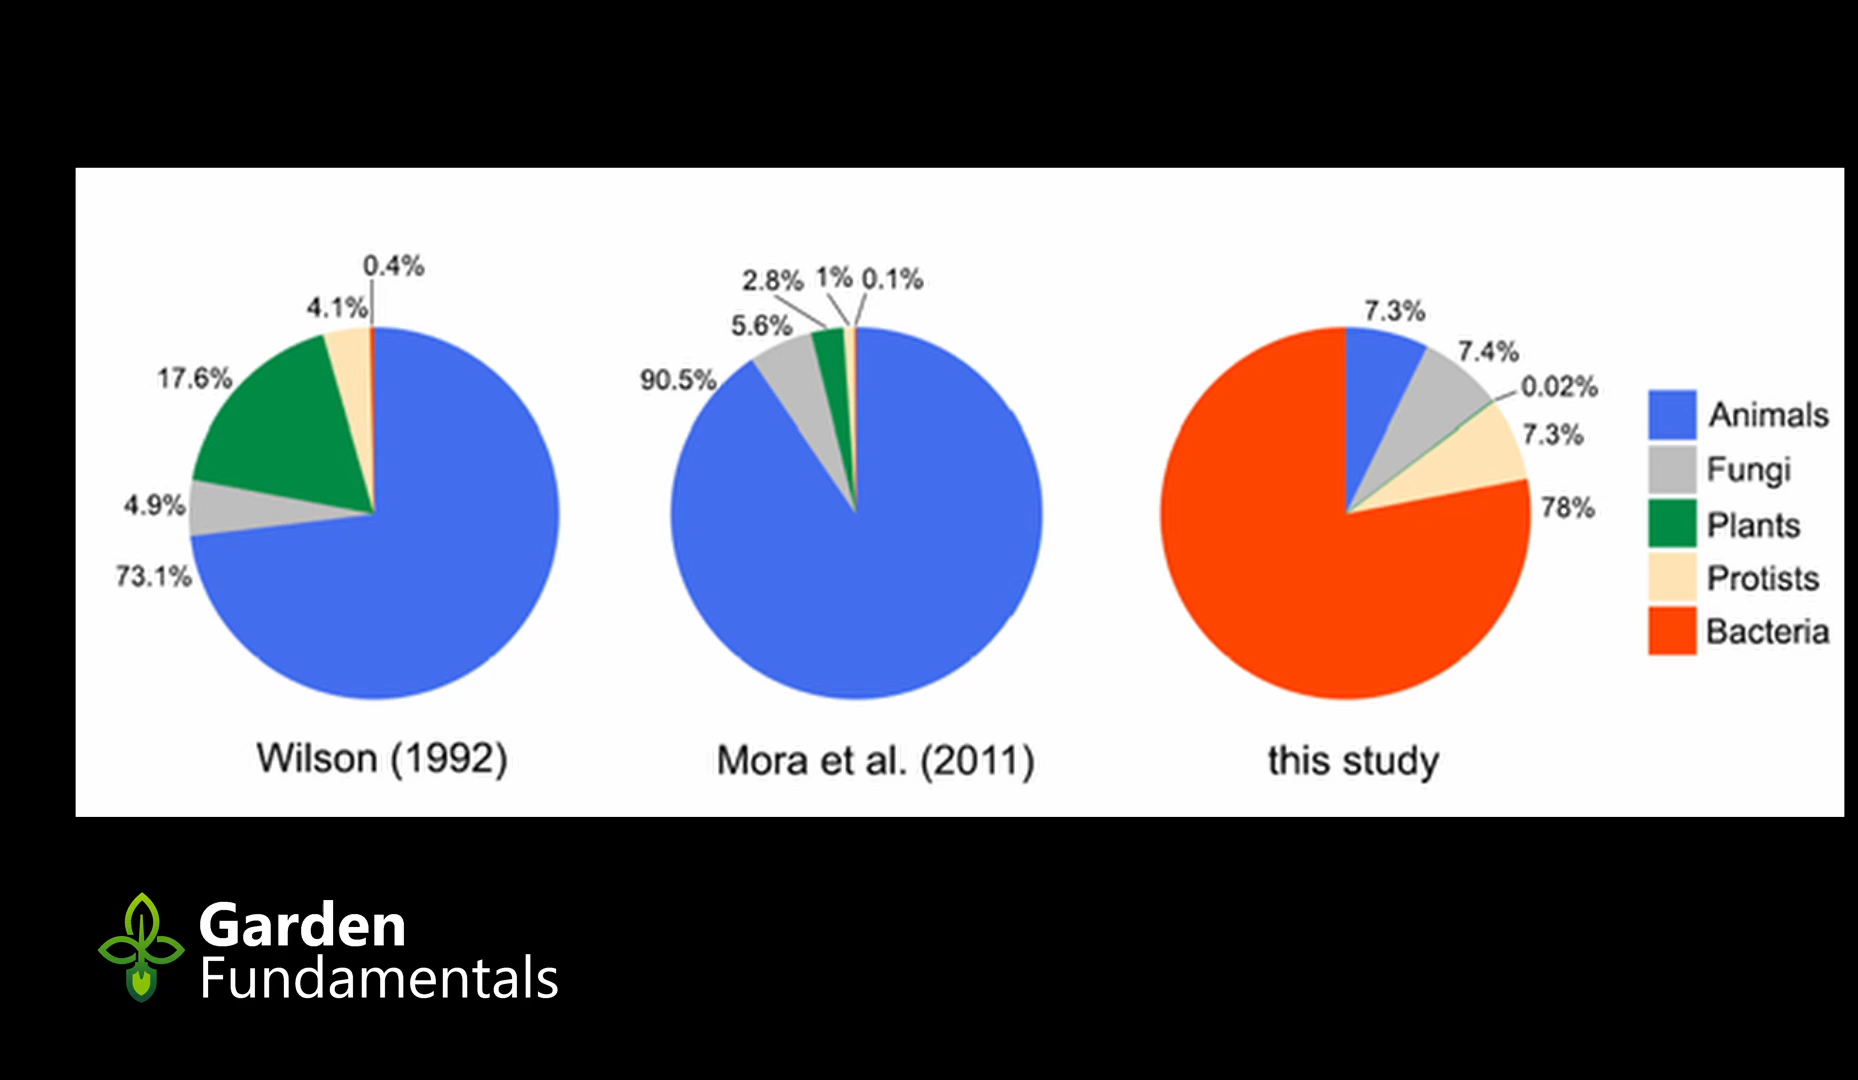 0.4%
4.1%
17.6%
4.9%
73.1%
Wilson (1992)
2.8% 1% 0.1%
5.6%
90.5%
Mora et al. (2011)
7.3%
7.4%
0.02%
7.3%
78%
this study
Animals
Fungi
Plants
Protists
Bacteria
Garden
Fundamentals